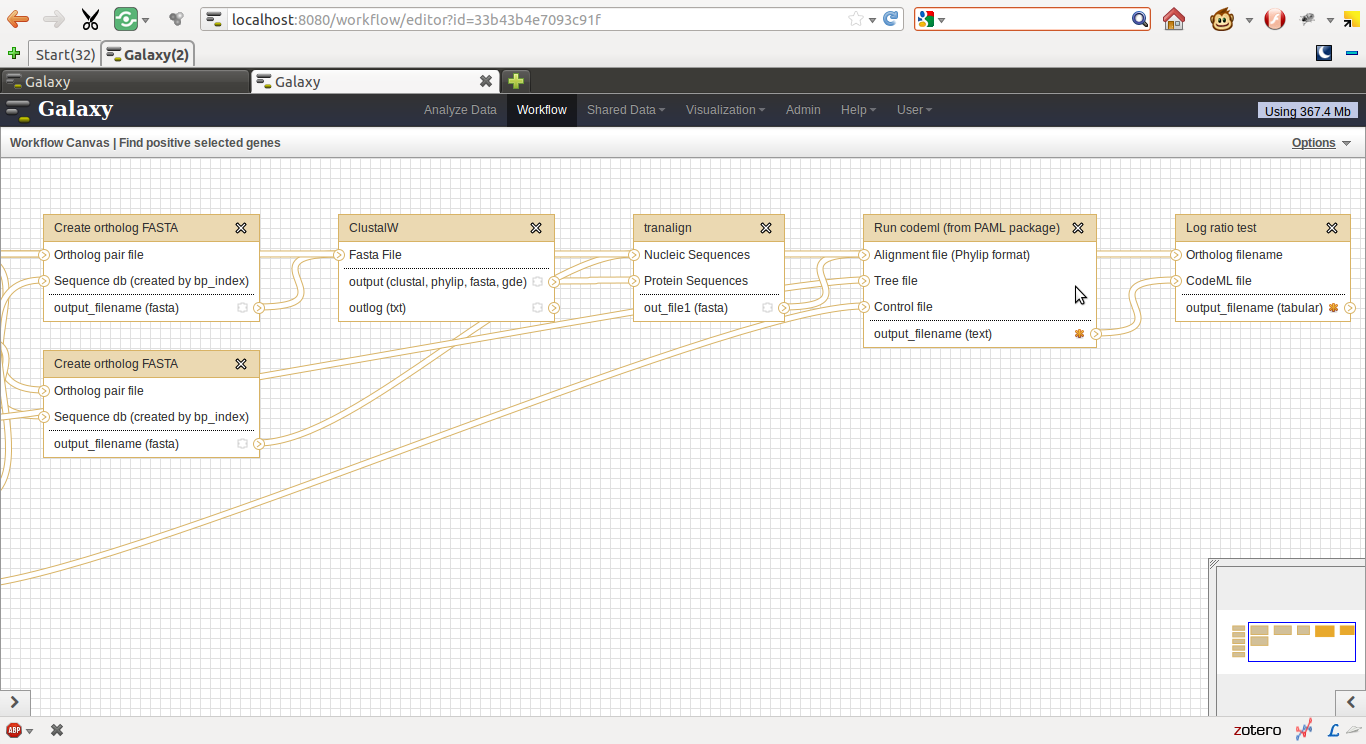 localhost:8080/workflow/editor?id=33b43b4e7093c91f
Start(32) Galaxy(2)
Galaxy Galaxy
Galaxy Analyze Data Workflow Shared Data Visualization Admin Help User Using 367.4 Mb
Workflow Canvas | Find positive selected genes Options
Create ortholog FASTA
Ortholog pair file
Sequence db (created by bp_index)
output_filename (fasta)
ClustalW
Fasta File
output (clustal, phylip, fasta, gde)
outlog (txt)
tranalign
Nucleic Sequences
Protein Sequences
out_file1 (fasta)
Run codeml (from PAML package)
Alignment file (Phylip format)
Tree file
Control file
output_filename (text)
Log ratio test
Ortholog filename
CodeML file
output_filename (tabular)
Create ortholog FASTA
Ortholog pair file
Sequence db (created by bp_index)
output_filename (fasta)
ABP zotero L